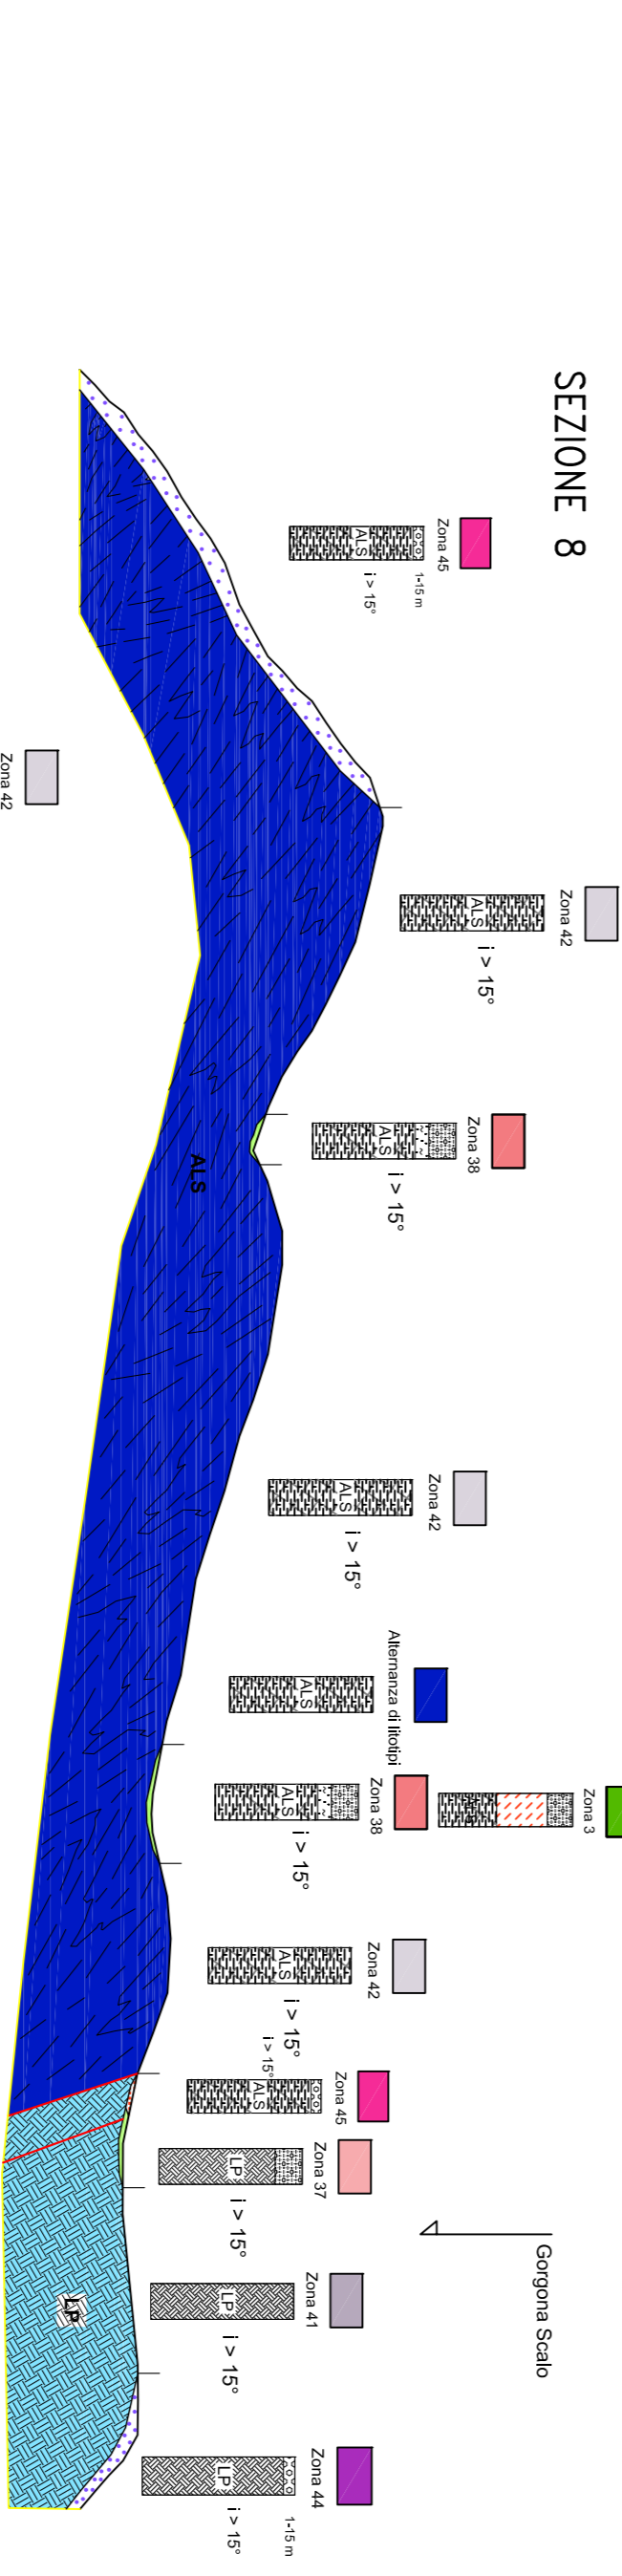 SEZIONE 8
Zona 45
1-15 m
ALS
i > 15°
Zona 42
Zona 42
ALS
i > 15°
Zona 38
ALS
i > 15°
ALS
Zona 42
ALS
i > 15°
Alternanza di litotipi
ALS
Zona 3
Zona 38
ALS
i > 15°
Zona 42
ALS
i > 15°
Zona 45
ALS
i > 15°
Zona 37
LP
i > 15°
Gorgona Scalo
Zona 41
LP
i > 15°
LP
Zona 44
1-15 m
LP
i > 15°